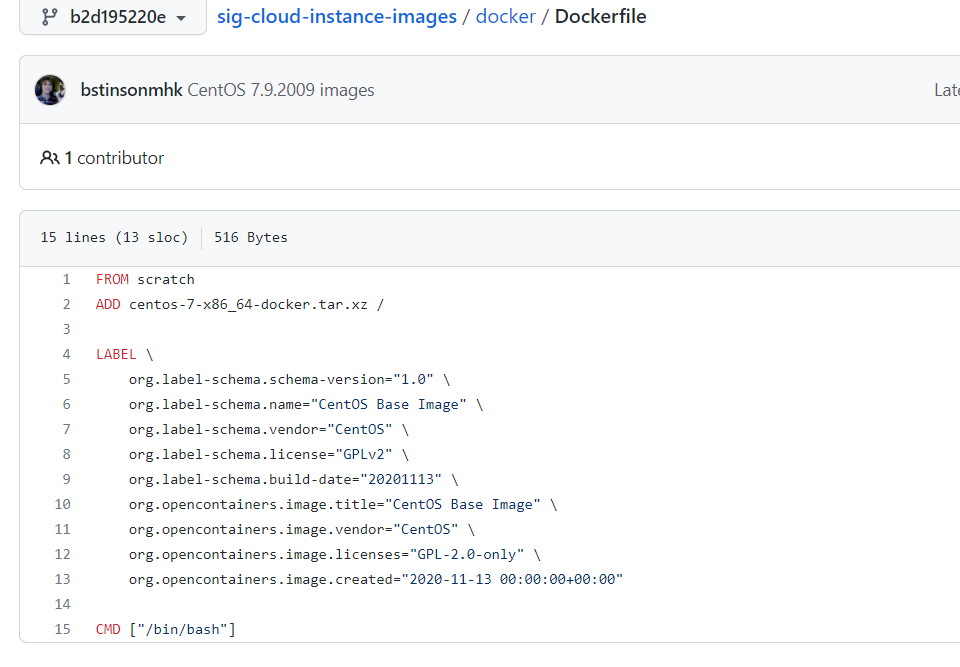 b2d195220e sig-cloud-instance-images / docker / Dockerfile
bstinsonmhk CentOS 7.9.2009 images
1 contributor
15 lines (13 sloc) 516 Bytes
1 FROM scratch
2 ADD centos-7-x86_64-docker.tar.xz /
3
4 LABEL \
5 org.label-schema.schema-version="1.0" \
6 org.label-schema.name="CentOS Base Image" \
7 org.label-schema.vendor="CentOS" \
8 org.label-schema.license="GPLv2" \
9 org.label-schema.build-date="20201113" \
10 org.opencontainers.image.title="CentOS Base Image" \
11 org.opencontainers.image.vendor="CentOS" \
12 org.opencontainers.image.licenses="GPL-2.0-only" \
13 org.opencontainers.image.created="2020-11-13 00:00:00+00:00"
14
15 CMD ["/bin/bash"]